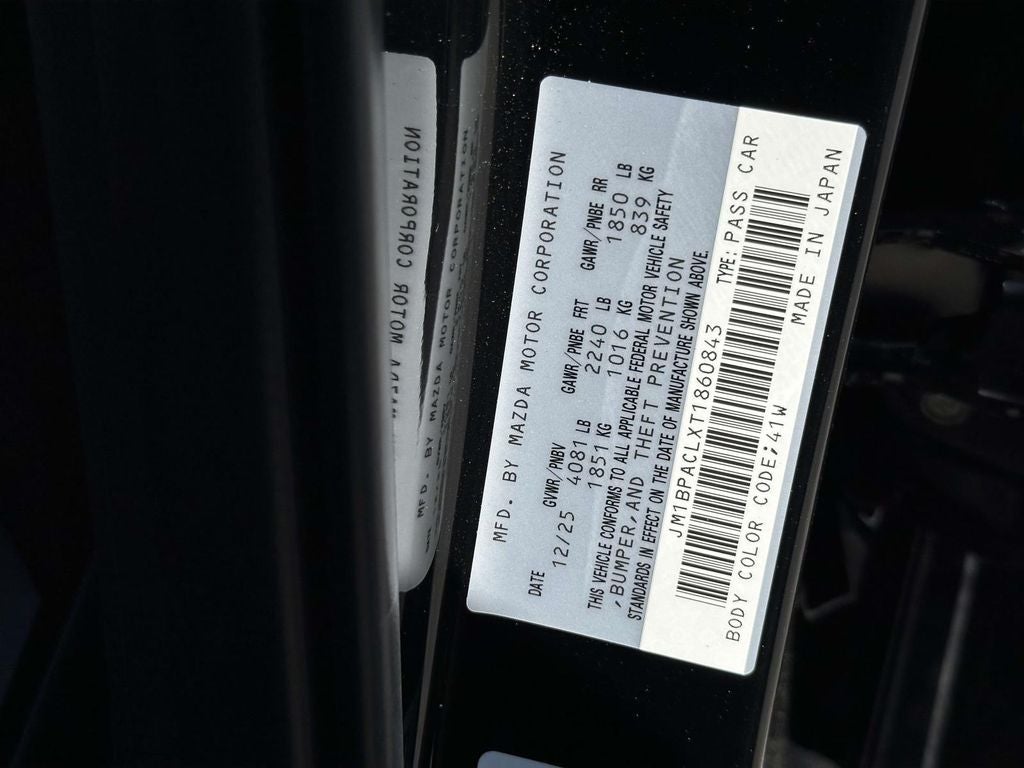 MFD. BY MAZDA MOTOR CORPORATION
DATE GVWR/PNBV GAWR/PNBE FRT GAWR/PNBE RR
12/25 4081 LB 2240 LB 1850 LB
1851 KG 1016 KG 839 KG
THIS VEHICLE CONFORMS TO ALL APPLICABLE FEDERAL MOTOR VEHICLE SAFETY
,BUMPER,AND THEFT PREVENTION
STANDARDS IN EFFECT ON THE DATE OF MANUFACTURE SHOWN ABOVE.
JM1BPACLXT1860843 TYPE: PASS CAR
BODY COLOR CODE;41W MADE IN JAPAN
MAZDA MOTOR CORPORATION
MFD. BY MAZDA MOTOR CORPORATION